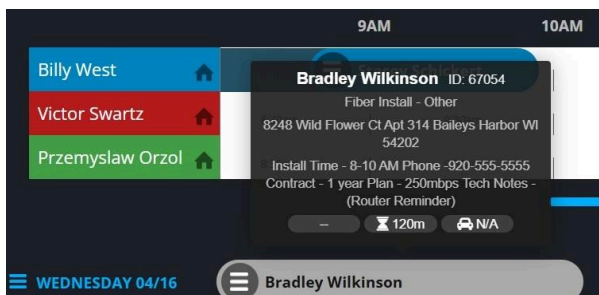 9AM 10AM
Billy West
Bradley Wilkinson ID: 67054
Fiber Install - Other
Victor Swartz
8248 Wild Flower Ct Apt 314 Baileys Harbor WI
54202
Przemyslaw Orzol
Install Time - 8-10 AM Phone -920-555-5555
Contract - 1 year Plan - 250mbps Tech Notes -
(Router Reminder)
-- 120m N/A
WEDNESDAY 04/16 Bradley Wilkinson